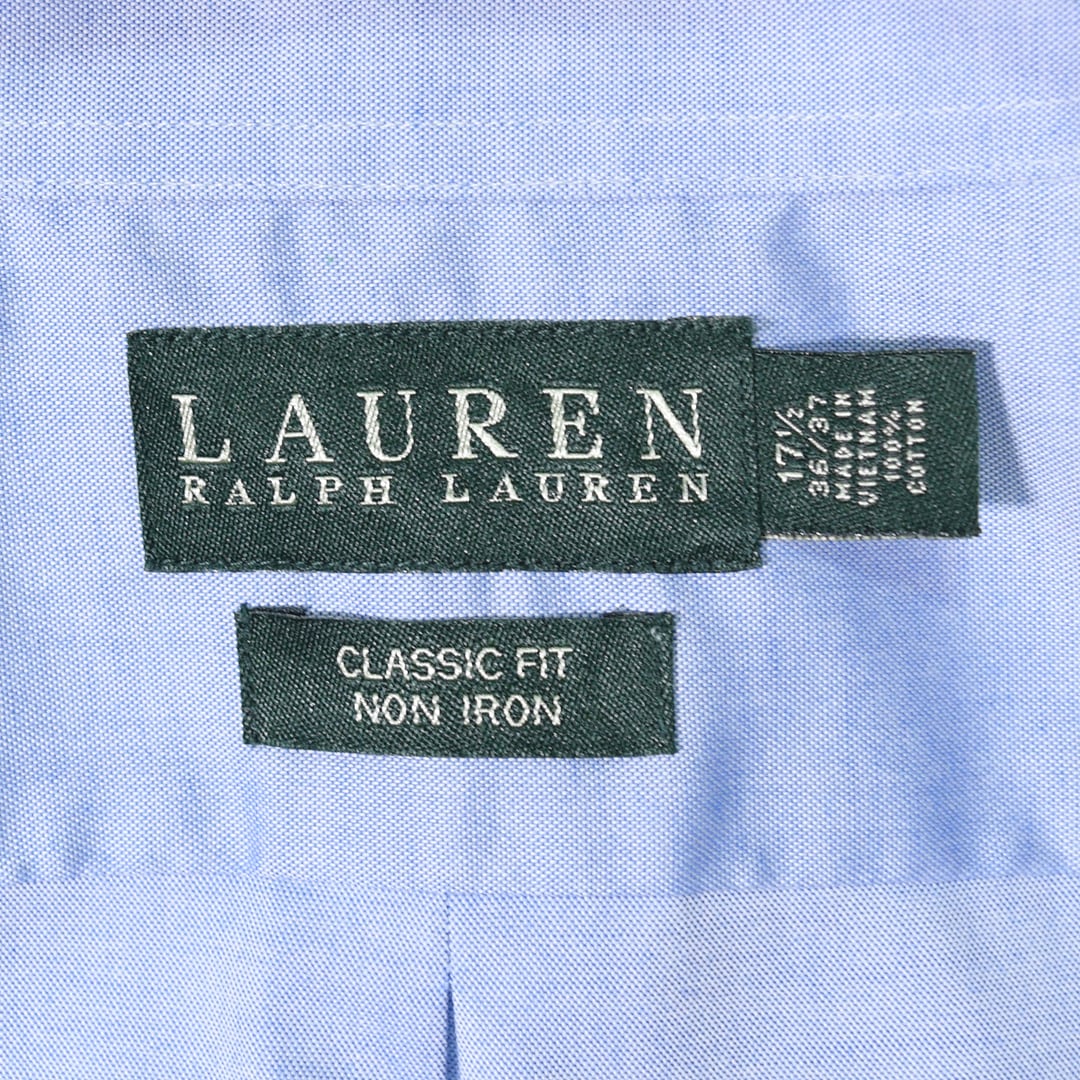 LAUREN
RALPH LAUREN
17½
36/37
MADE IN
VIETNAM
100%
COTTON
CLASSIC FIT
NON IRON